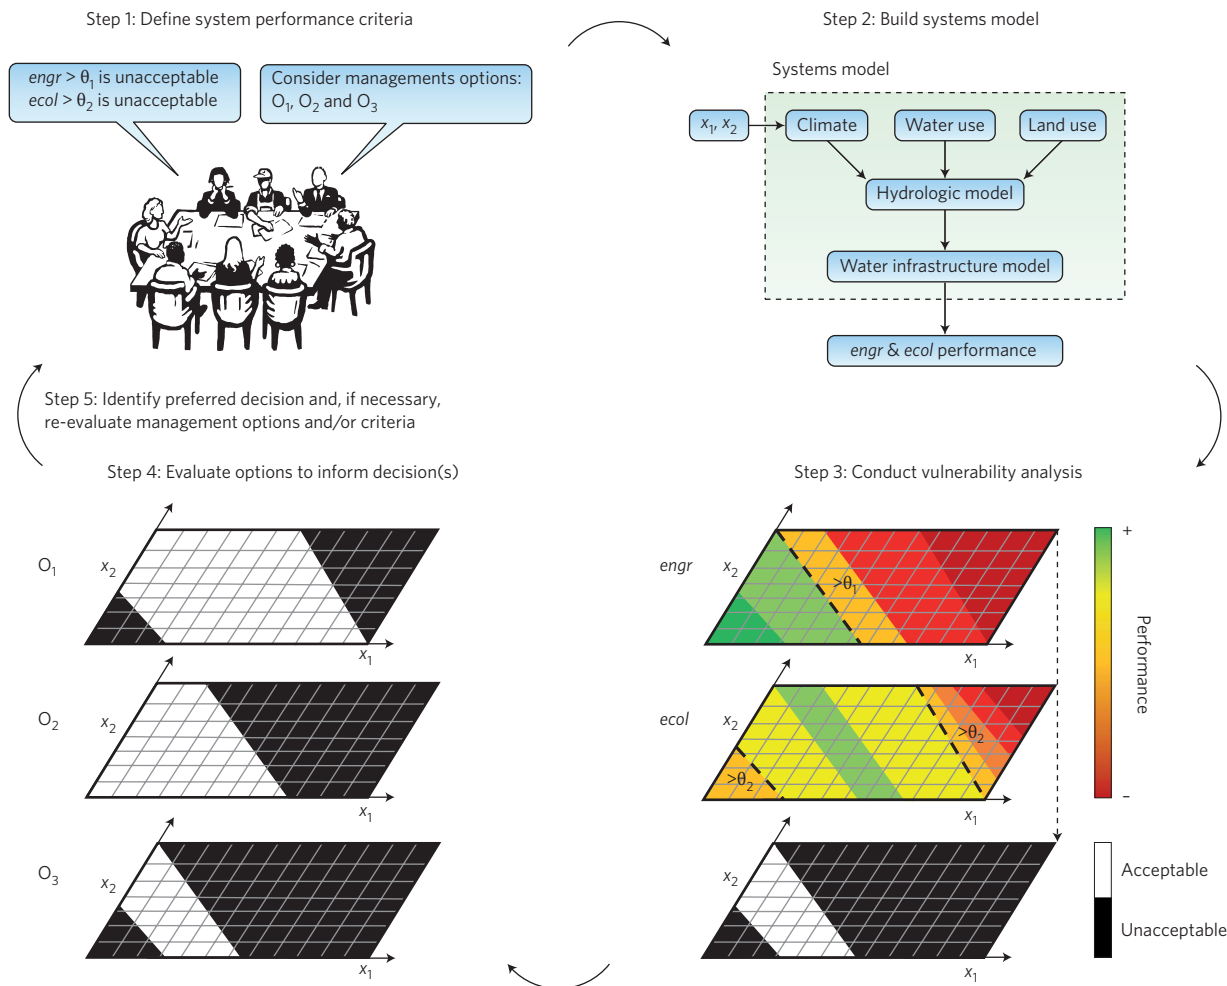 Step 1: Define system performance criteria
engr > θ1 is unacceptable
ecol > θ2 is unacceptable
Consider managements options:
O1, O2 and O3
Step 2: Build systems model
Systems model
x1, x2
Climate
Water use
Land use
Hydrologic model
Water infrastructure model
engr & ecol performance
Step 5: Identify preferred decision and, if necessary,
re-evaluate management options and/or criteria
Step 4: Evaluate options to inform decision(s)
O1
x2
x1
O2
x2
x1
O3
x2
x1
Step 3: Conduct vulnerability analysis
engr
x2
>θ1
x1
ecol
x2
>θ2
>θ2
x1
x2
x1
+
Performance
–
Acceptable
Unacceptable